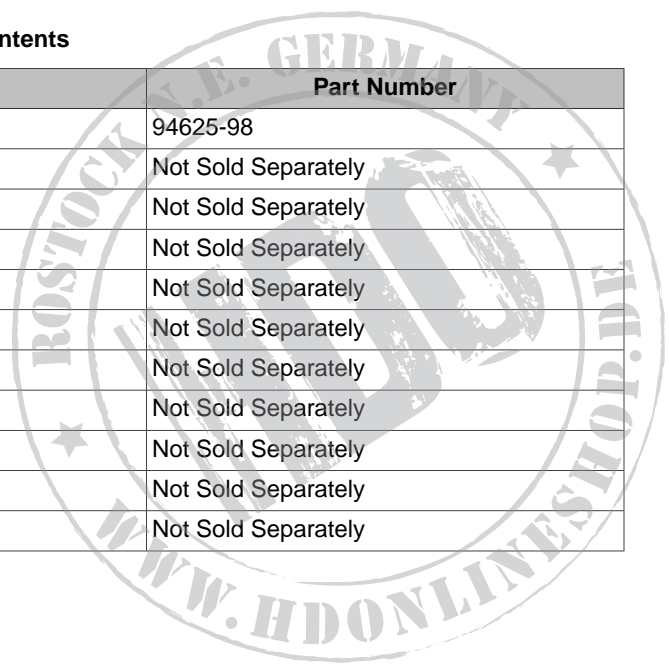 ntents
Part Number
94625-98
Not Sold Separately
Not Sold Separately
Not Sold Separately
Not Sold Separately
Not Sold Separately
Not Sold Separately
Not Sold Separately
Not Sold Separately
Not Sold Separately
Not Sold Separately
ROSTOCK N.E. GERMANY
HDO
WWW.HDONLINESHOP.DE